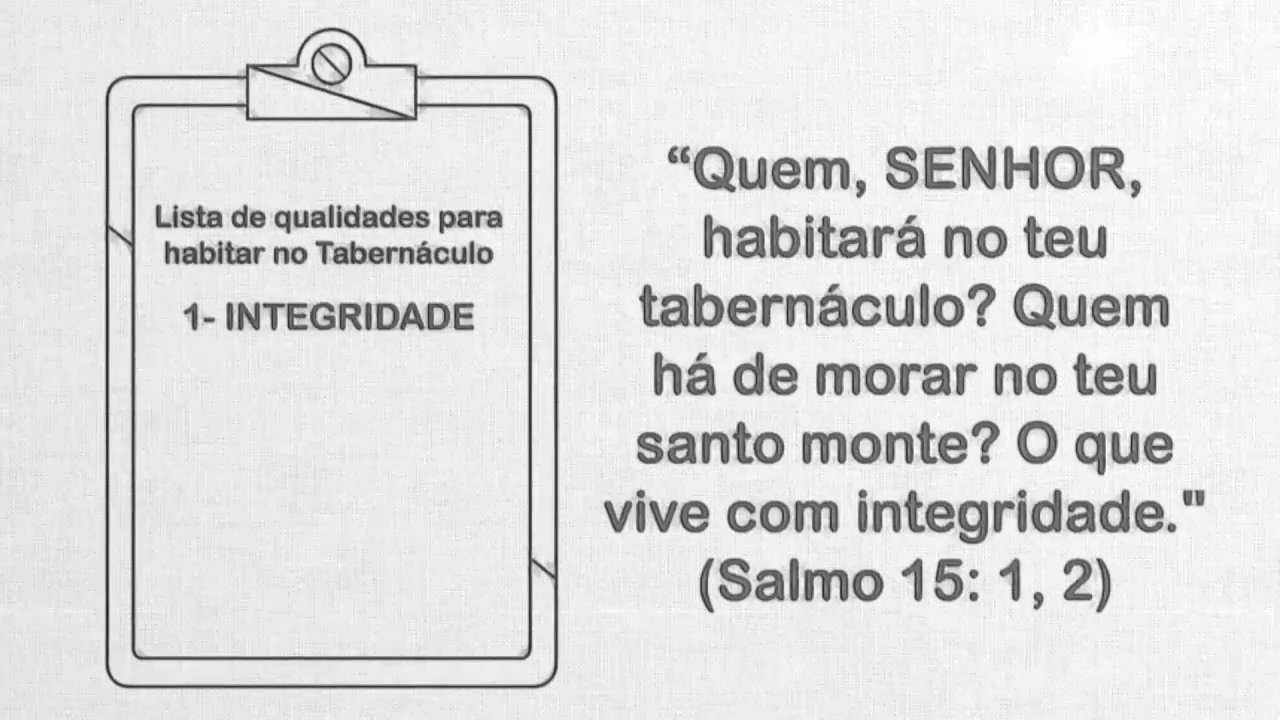 Lista de qualidades para
habitar no Tabernáculo
1- INTEGRIDADE
“Quem, SENHOR,
habitará no teu
tabernáculo? Quem
há de morar no teu
santo monte? O que
vive com integridade."
(Salmo 15: 1, 2)